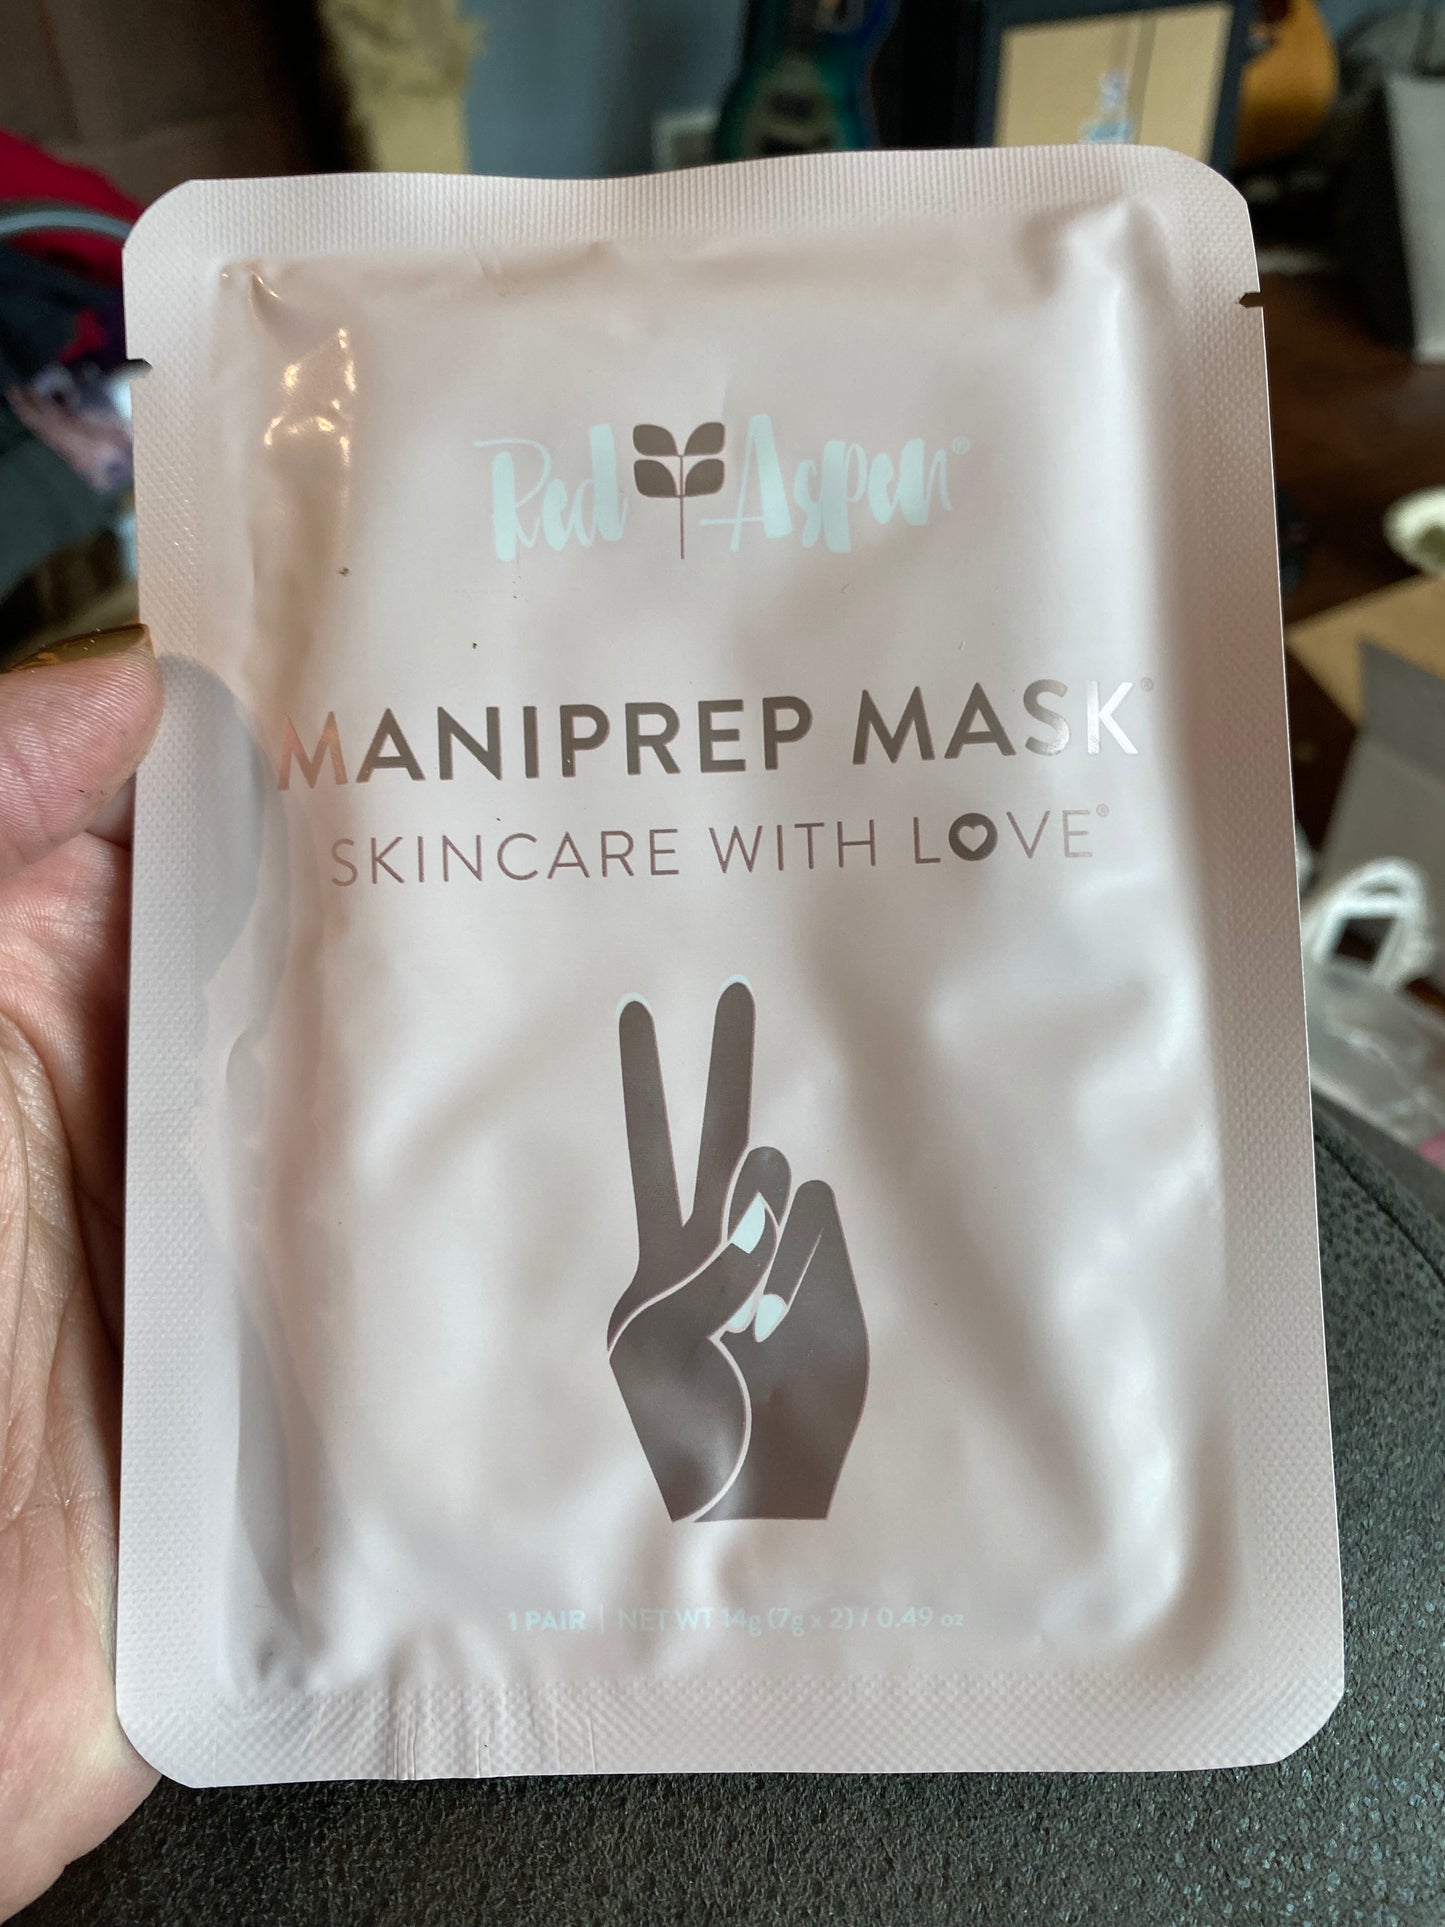 Red Aspen®
MANIPREP MASK®
SKINCARE WITH LOVE®
1 PAIR | NET WT 14g (7g x 2) / 0.49 oz